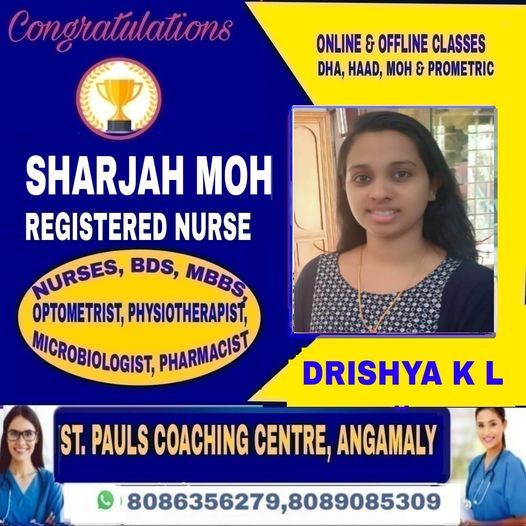 Congratulations
ONLINE & OFFLINE CLASSES
DHA, HAAD, MOH & PROMETRIC
SHARJAH MOH
REGISTERED NURSE
NURSES, BDS, MBBS,
OPTOMETRIST, PHYSIOTHERAPIST,
MICROBIOLOGIST, PHARMACIST
DRISHYA K L
ST. PAULS COACHING CENTRE, ANGAMALY
8086356279,8089085309